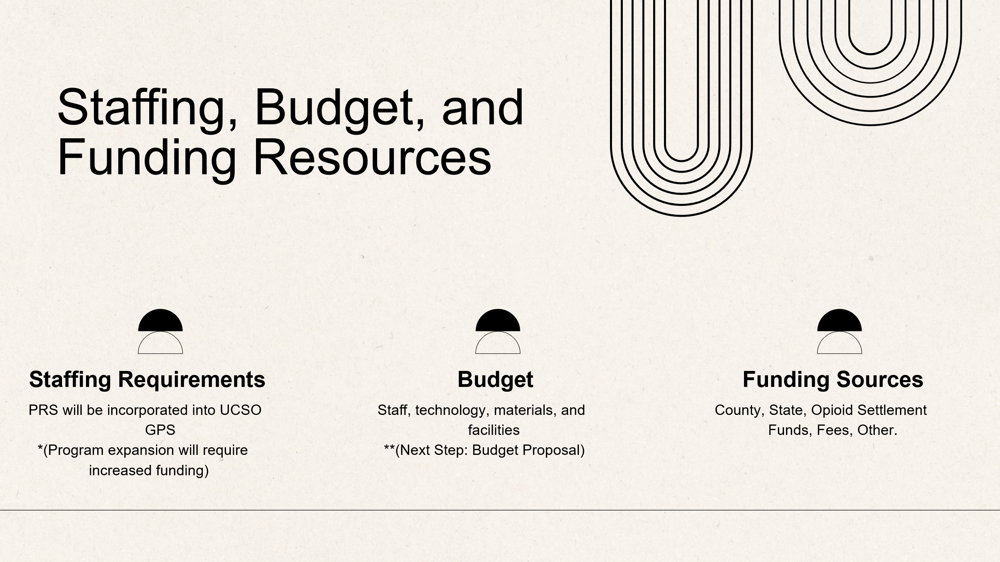 Staffing, Budget, and
Funding Resources
Staffing Requirements
PRS will be incorporated into UCSO
GPS
*(Program expansion will require
increased funding)
Budget
Staff, technology, materials, and
facilities
**(Next Step: Budget Proposal)
Funding Sources
County, State, Opioid Settlement
Funds, Fees, Other.